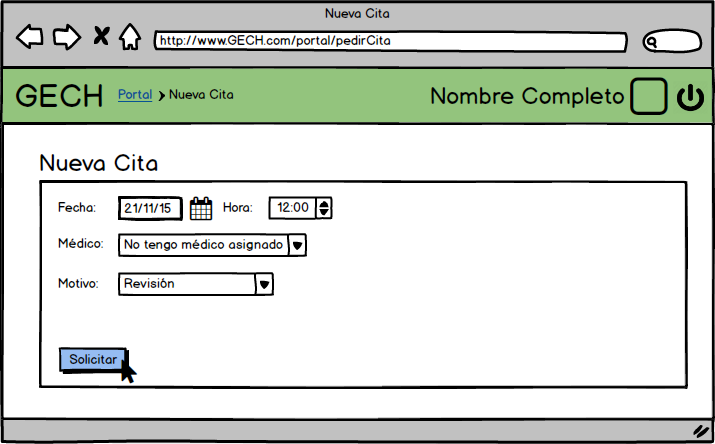 Nueva Cita
http://www.GECH.com/portal/pedirCita
GECH Portal Nueva Cita Nombre Completo
Nueva Cita
Fecha: 21/11/15 Hora: 12:00
Médico: No tengo médico asignado
Motivo: Revisión
Solicitar